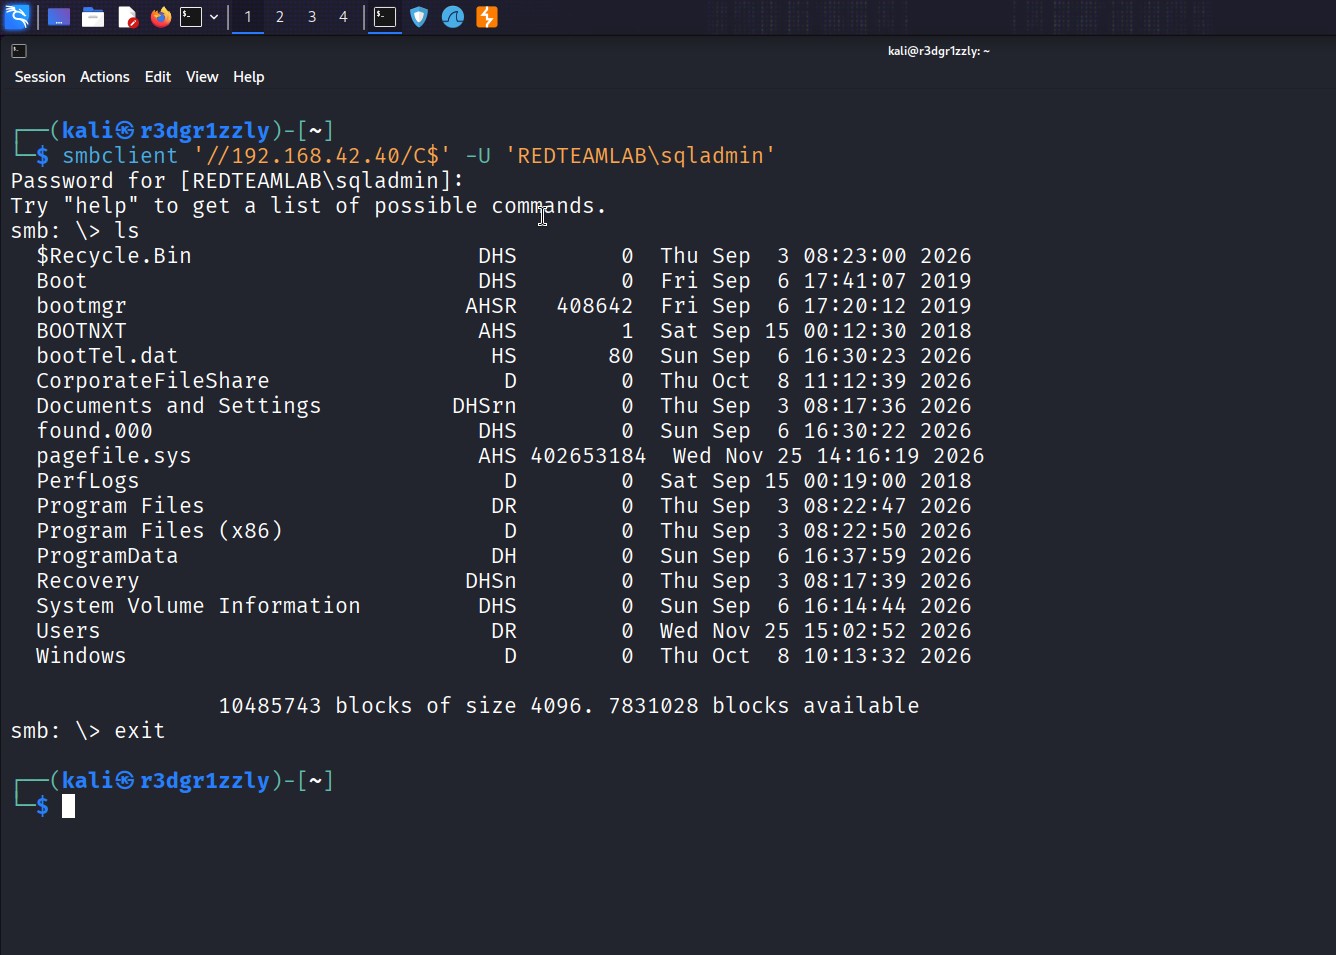 1 2 3 4
kali@r3dgr1zzly: ~
Session Actions Edit View Help
┌──(kali㉿r3dgr1zzly)-[~]
└─$ smbclient '//192.168.42.40/C$' -U 'REDTEAMLAB\sqladmin'
Password for [REDTEAMLAB\sqladmin]:
Try "help" to get a list of possible commands.
smb: \> ls
  $Recycle.Bin                      DHS        0  Thu Sep  3 08:23:00 2026
  Boot                              DHS        0  Fri Sep  6 17:41:07 2019
  bootmgr                          AHSR   408642  Fri Sep  6 17:20:12 2019
  BOOTNXT                           AHS        1  Sat Sep 15 00:12:30 2018
  bootTel.dat                        HS       80  Sun Sep  6 16:30:23 2026
  CorporateFileShare                  D        0  Thu Oct  8 11:12:39 2026
  Documents and Settings          DHSrn        0  Thu Sep  3 08:17:36 2026
  found.000                         DHS        0  Sun Sep  6 16:30:22 2026
  pagefile.sys                      AHS 402653184  Wed Nov 25 14:16:19 2026
  PerfLogs                            D        0  Sat Sep 15 00:19:00 2018
  Program Files                      DR        0  Thu Sep  3 08:22:47 2026
  Program Files (x86)                 D        0  Thu Sep  3 08:22:50 2026
  ProgramData                        DH        0  Sun Sep  6 16:37:59 2026
  Recovery                         DHSn        0  Thu Sep  3 08:17:39 2026
  System Volume Information         DHS        0  Sun Sep  6 16:14:44 2026
  Users                              DR        0  Wed Nov 25 15:02:52 2026
  Windows                             D        0  Thu Oct  8 10:13:32 2026
10485743 blocks of size 4096. 7831028 blocks available
smb: \> exit
┌──(kali㉿r3dgr1zzly)-[~]
└─$